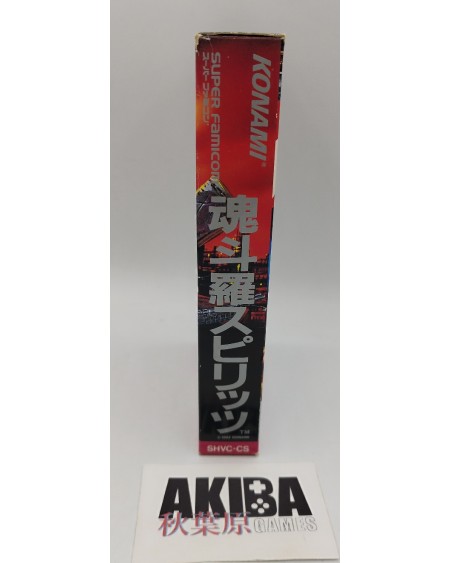 KONAMI®
SUPER Famicom
スーパーファミコン
魂斗羅スピリッツ
TM
SHVC-CS
AKIBA
秋葉原
GAMES